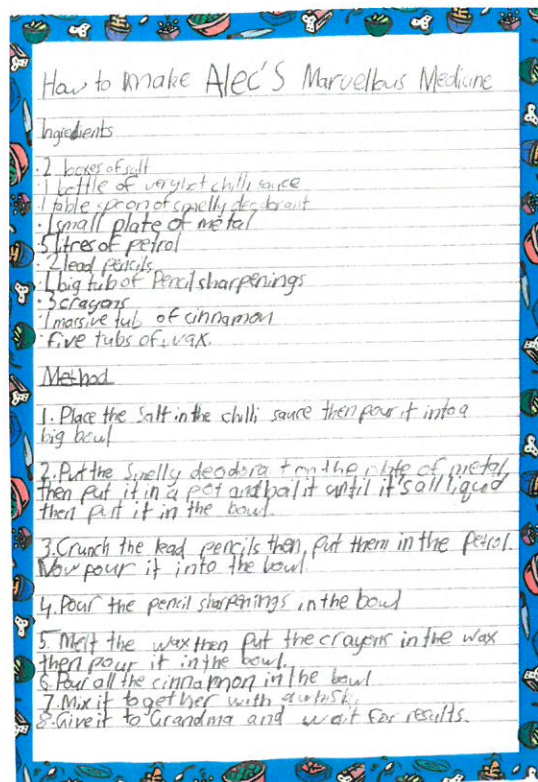 How to make Alec's Marvellous Medicine
Ingredients
· 2 boxes of salt
· 1 bottle of very hot chilli sauce
· 1 table spoon of smelly deodorant
· 1 small plate of metal
· 5 litres of petrol
· 2 lead pencils
· 1 big tub of Pencil sharpenings
· 3 crayons
· 1 massive tub of cinnamon
· five tubs of wax.
Method
1. Place the Salt in the chilli sauce then pour it into a
big bowl
2. Put the Smelly deodora t on the plate of metal,
then put it in a pot and boil it until it's all liquid
then put it in the bowl.
3. Crunch the lead pencils then put them in the petrol.
Now pour it into the bowl.
4. Pour the pencil sharpenings in the bowl
5. Melt the wax then put the crayons in the wax
then pour it in the bowl.
6. Pour all the cinnamon in the bowl
7. Mix it together with a whisk.
8. Give it to Grandma and wait for results.